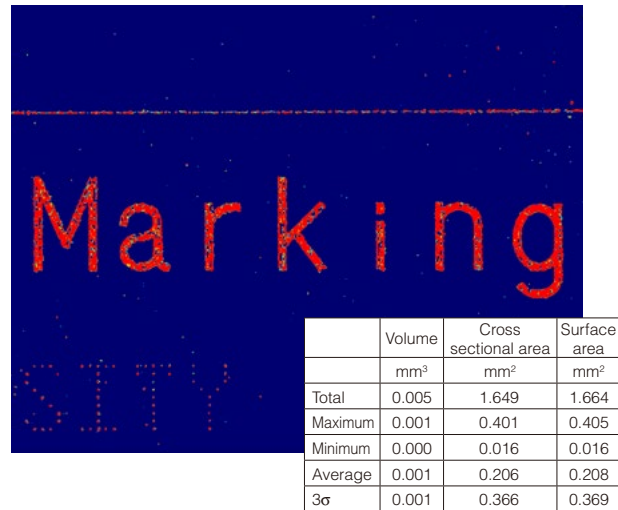 Marking
SITY
Volume Cross sectional area Surface area
mm³ mm² mm²
Total 0.005 1.649 1.664
Maximum 0.001 0.401 0.405
Minimum 0.000 0.016 0.016
Average 0.001 0.206 0.208
3σ 0.001 0.366 0.369